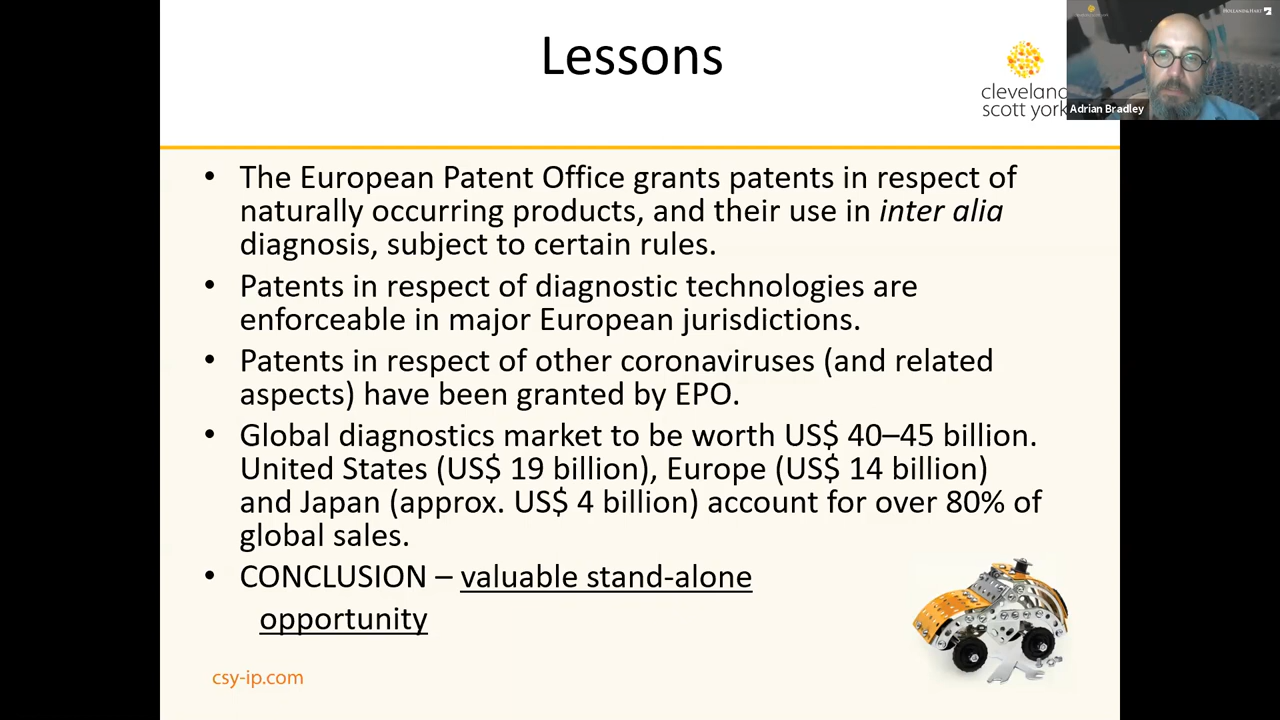 Lessons
cleveland
scott york
HOLLAND&HART
Adrian Bradley
• The European Patent Office grants patents in respect of
naturally occurring products, and their use in inter alia
diagnosis, subject to certain rules.
• Patents in respect of diagnostic technologies are
enforceable in major European jurisdictions.
• Patents in respect of other coronaviruses (and related
aspects) have been granted by EPO.
• Global diagnostics market to be worth US$ 40–45 billion.
United States (US$ 19 billion), Europe (US$ 14 billion)
and Japan (approx. US$ 4 billion) account for over 80% of
global sales.
• CONCLUSION – valuable stand-alone
opportunity
csy-ip.com